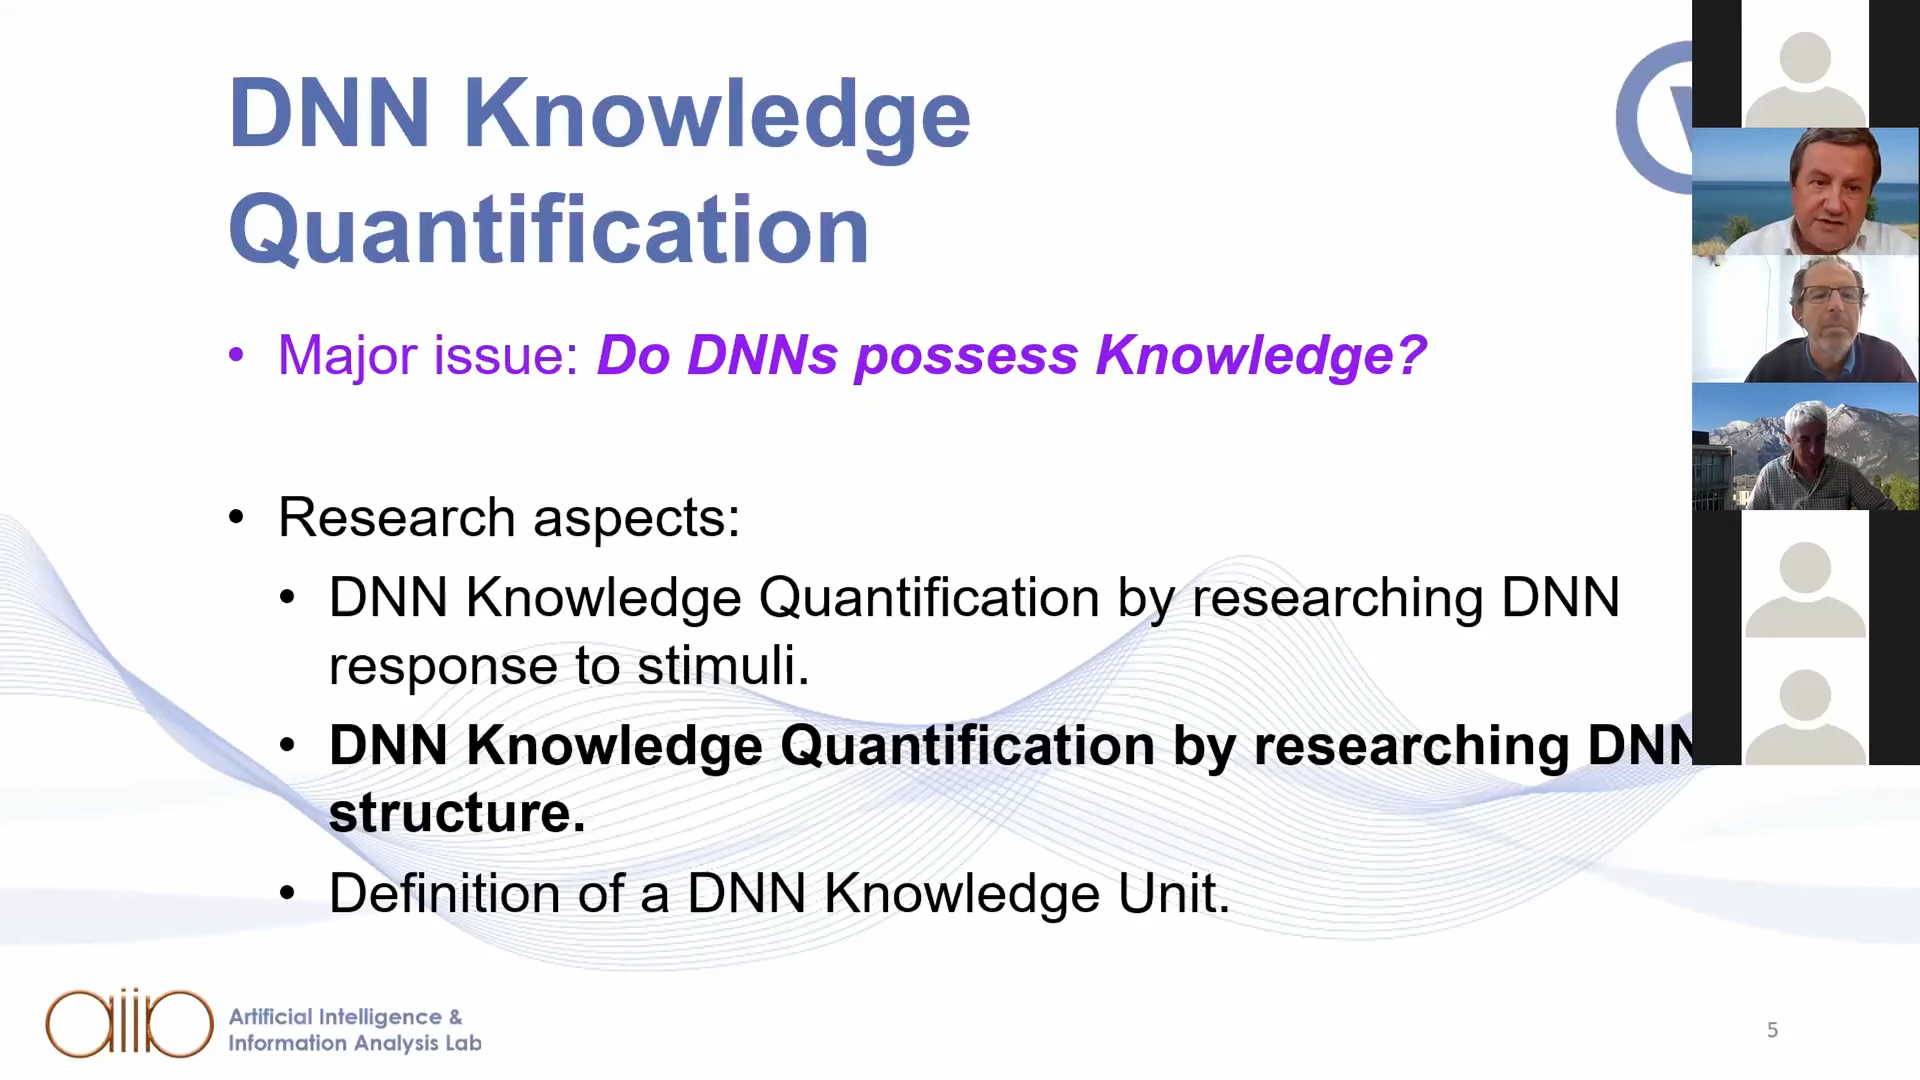 DNN Knowledge
Quantification
• Major issue: Do DNNs possess Knowledge?
• Research aspects:
• DNN Knowledge Quantification by researching DNN
response to stimuli.
• DNN Knowledge Quantification by researching DNN
structure.
• Definition of a DNN Knowledge Unit.
Artificial Intelligence &
Information Analysis Lab
5